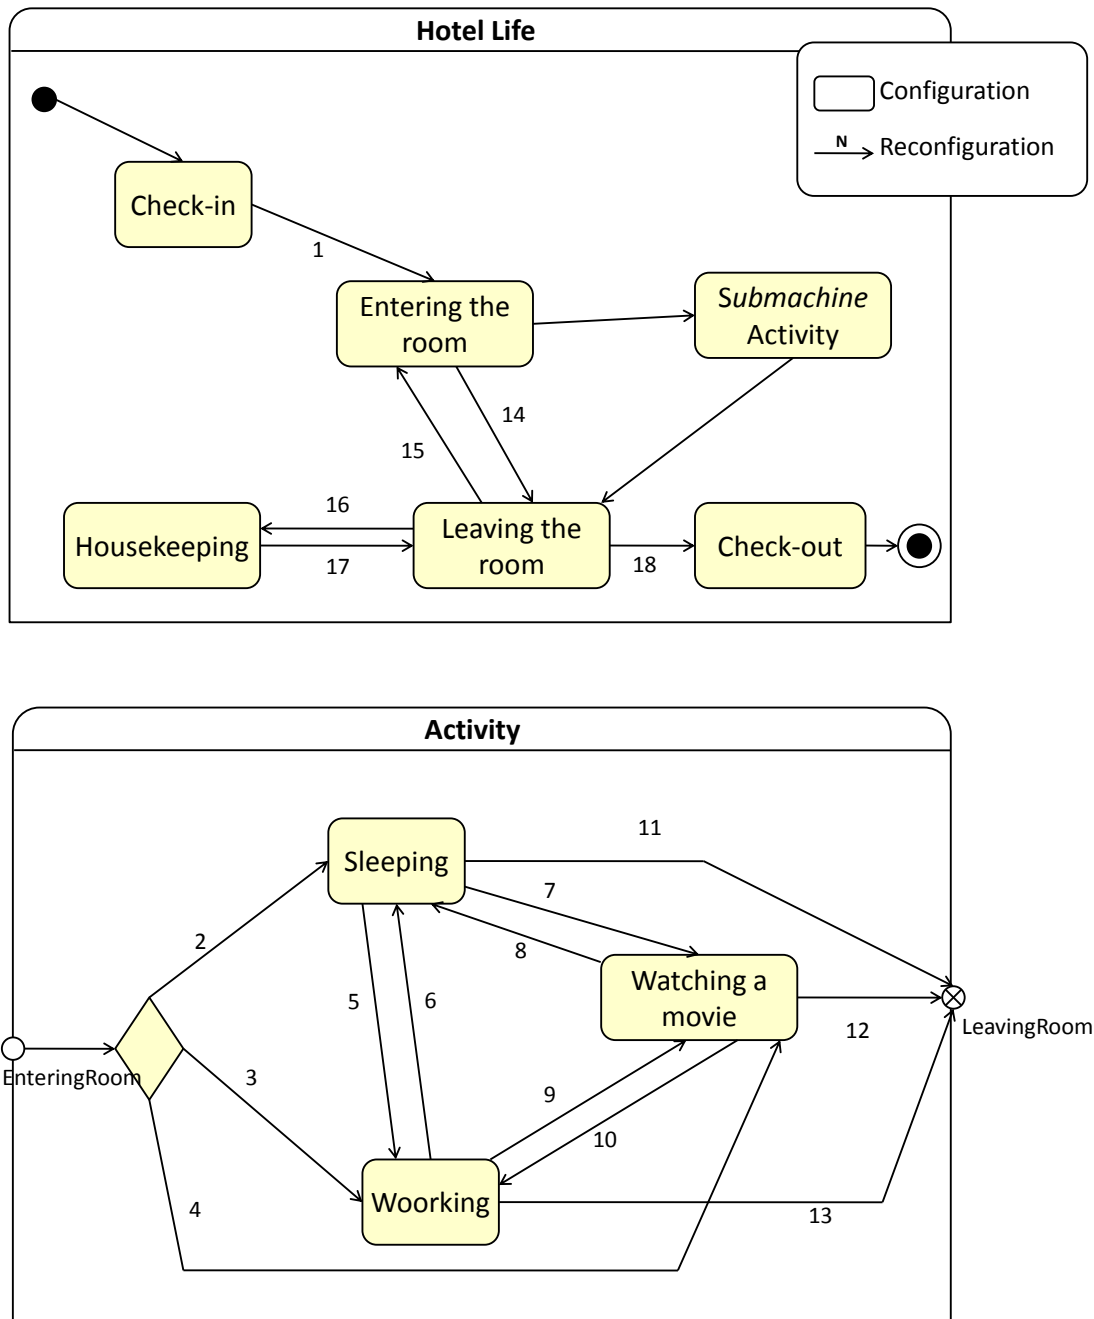 Hotel Life
Configuration
N
Reconfiguration
Check-in
1
Entering the
room
Submachine
Activity
14
15
16
Housekeeping
17
Leaving the
room
18
Check-out
Activity
11
Sleeping
7
2
8
5
6
Watching a
movie
12
LeavingRoom
EnteringRoom
3
9
10
4
Woorking
13